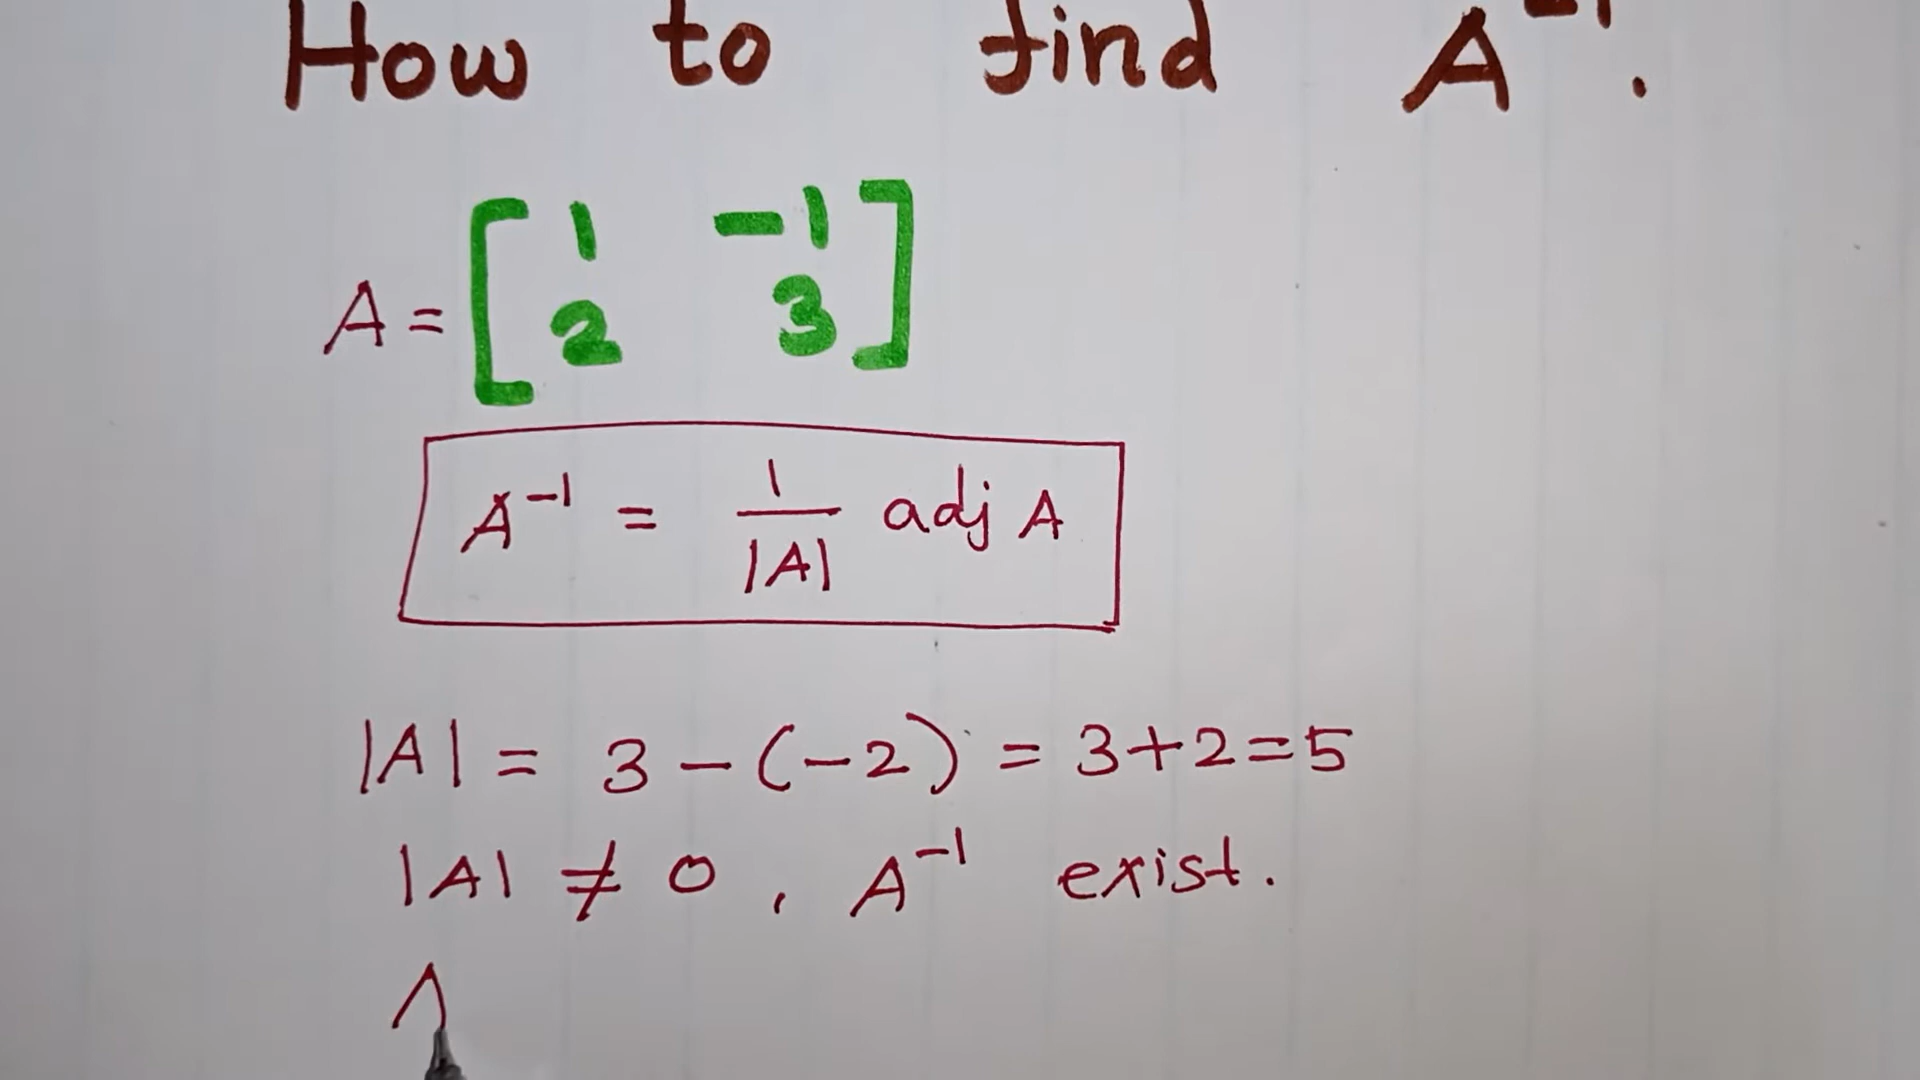 How to find A⁻¹.
A = [ 1 -1
2 3 ]
A⁻¹ = 1/|A| adj A
|A| = 3 - (-2) = 3+2=5
|A| ≠ 0, A⁻¹ exist.